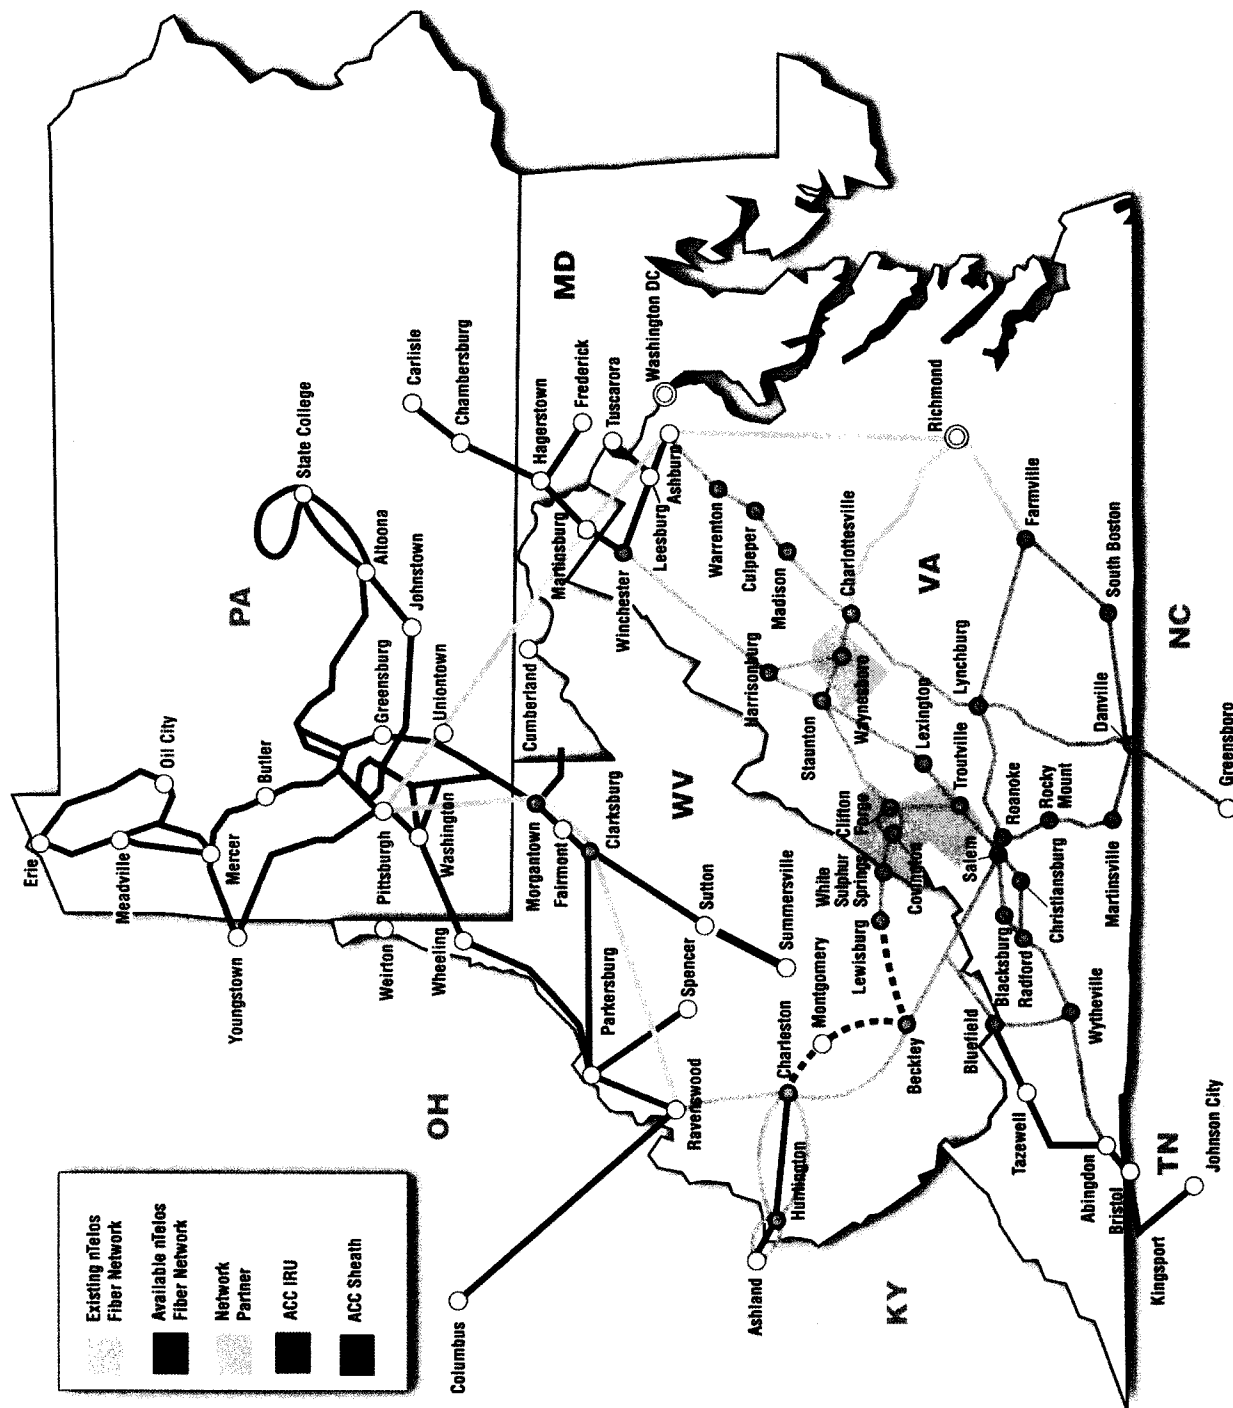 Existing nTelos
Fiber Network
Available nTelos
Fiber Network
Network
Partner
ACC IRU
ACC Sheath
OH
PA
MD
WV
VA
KY
TN
NC
Erie
Oil City
Meadville
Mercer
Butler
Youngstown
Pittsburgh
Greensburg
Uniontown
Washington
Weirton
Wheeling
State College
Altoona
Johnstown
Carlisle
Chambersburg
Hagerstown
Frederick
Tuscarora
Washington DC
Martinsburg
Winchester
Leesburg
Ashburg
Cumberland
Morgantown
Fairmont
Clarksburg
Parkersburg
Spencer
Sutton
Summersville
Columbus
Ravenswood
Charleston
Montgomery
Huntington
Ashland
Beckley
Lewisburg
White
Sulphur
Springs
Clifton
Forge
Covington
Warrenton
Culpeper
Madison
Charlottesville
Harrisonburg
Staunton
Waynesboro
Lexington
Troutville
Lynchburg
Richmond
Farmville
South Boston
Danville
Roanoke
Rocky
Mount
Salem
Christiansburg
Martinsville
Blacksburg
Radford
Bluefield
Wytheville
Tazewell
Abingdon
Bristol
Kingsport
Johnson City
Greensboro